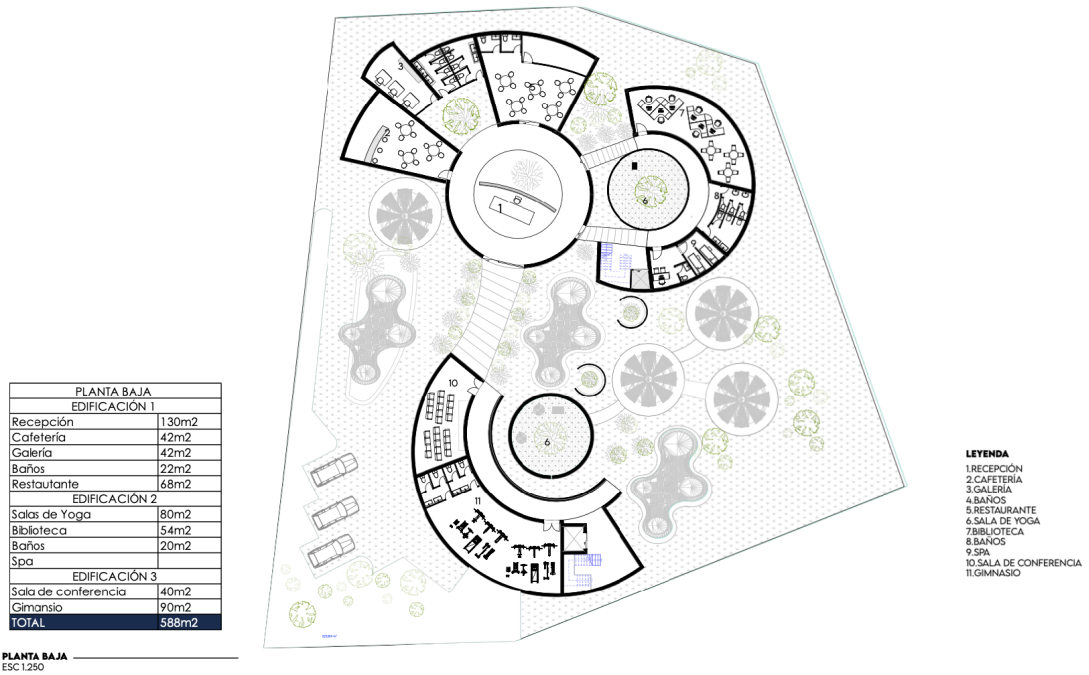 3
5
7
2
8
6
1
10
6
11
PLANTA BAJA
EDIFICACIÓN 1
Recepción 130m2
Cafetería 42m2
Galería 42m2
Baños 22m2
Restautante 68m2
EDIFICACIÓN 2
Salas de Yoga 80m2
Biblioteca 54m2
Baños 20m2
Spa
EDIFICACIÓN 3
Sala de conferencia 40m2
Gimansio 90m2
TOTAL 588m2
PLANTA BAJA
ESC 1.250
LEYENDA
1.RECEPCIÓN
2.CAFETERÍA
3.GALERÍA
4.BAÑOS
5.RESTAURANTE
6.SALA DE YOGA
7.BIBLIOTECA
8.BAÑOS
9.SPA
10.SALA DE CONFERENCIA
11.GIMNASIO